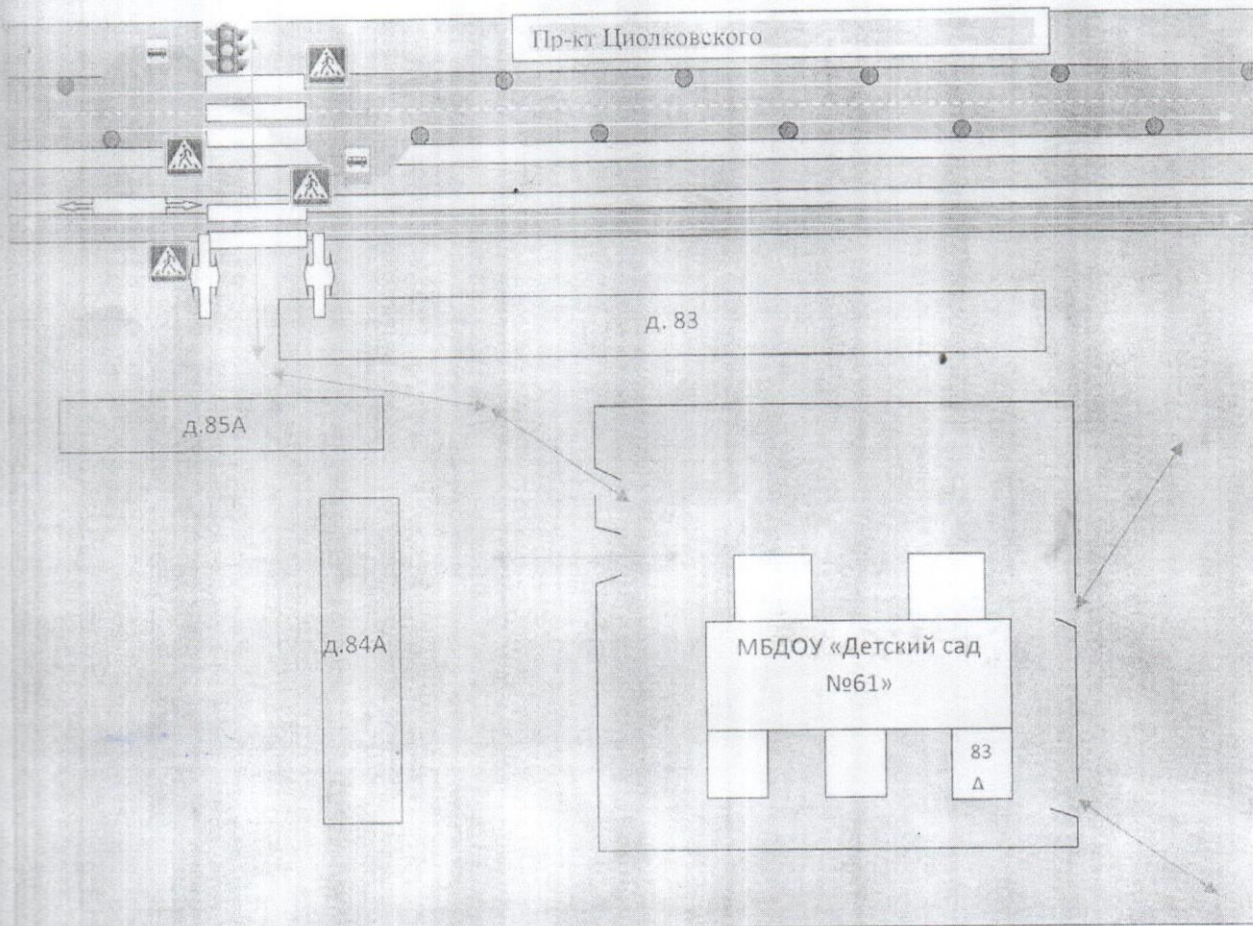 Пр-кт Циолковского
д. 83
д.85А
д.84А
МБДОУ «Детский сад
№61»
83
Д